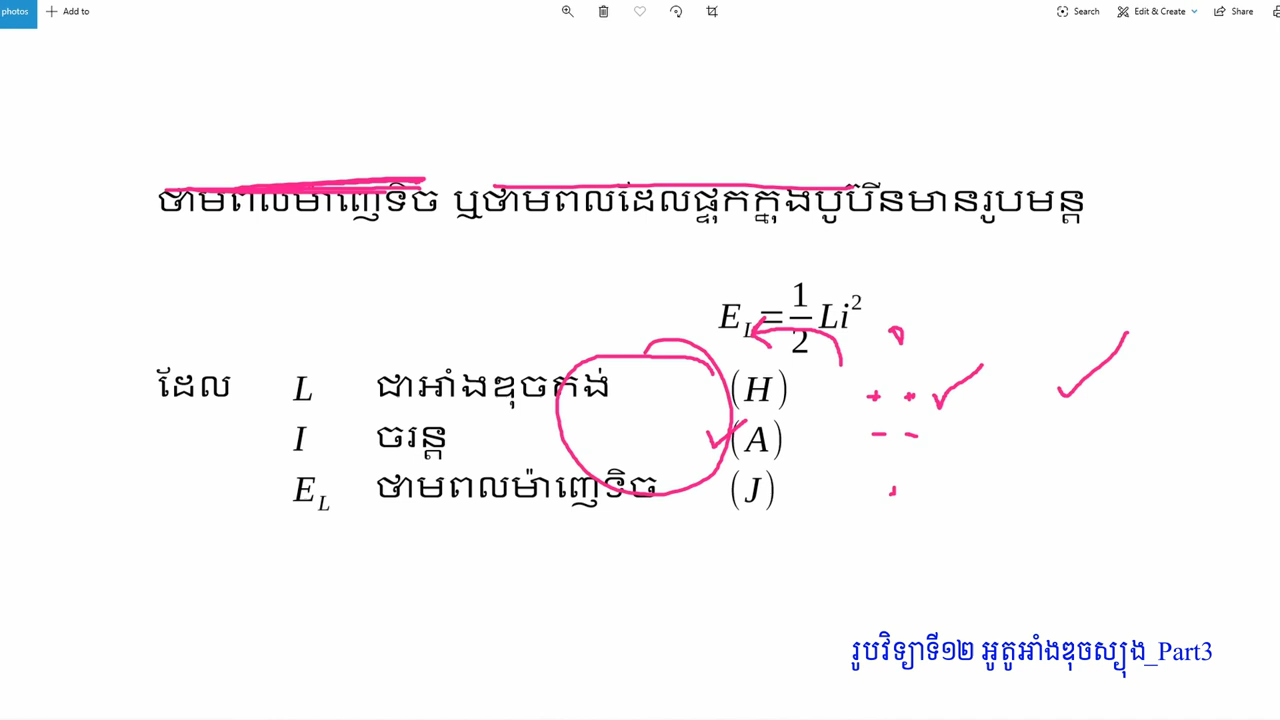 photos Add to Search Edit & Create Share
ថាមពលម៉ាញេទិច ឬថាមពលដែលផ្ទុកក្នុងបូប៊ីនមានរូបមន្ត
E_L = 1/2 Li²
ដែល L ជាអាំងឌុចតង់ (H)
I ចរន្ត (A)
E_L ថាមពលម៉ាញេទិច (J)
រូបវិទ្យាទី១២ អូតូអាំងឌុចស្យុង_Part3